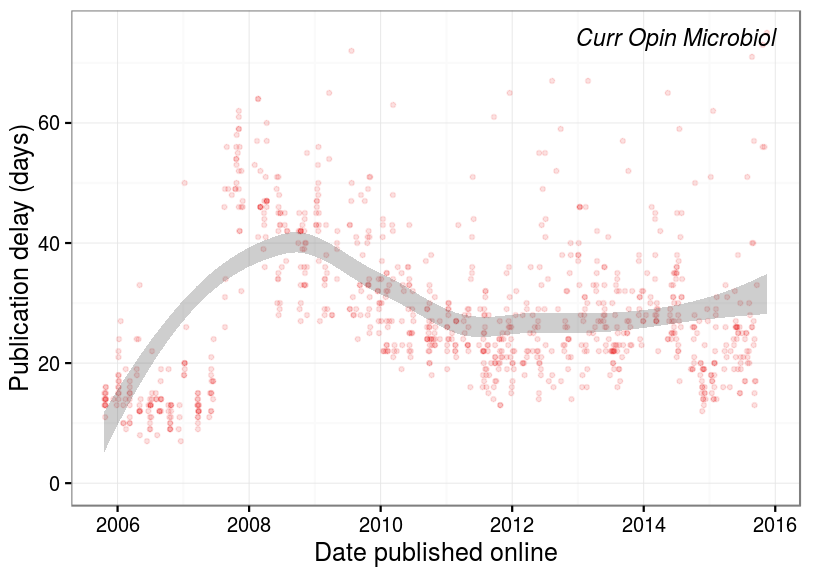 Curr Opin Microbiol
Publication delay (days)
60
40
20
0
2006 2008 2010 2012 2014 2016
Date published online